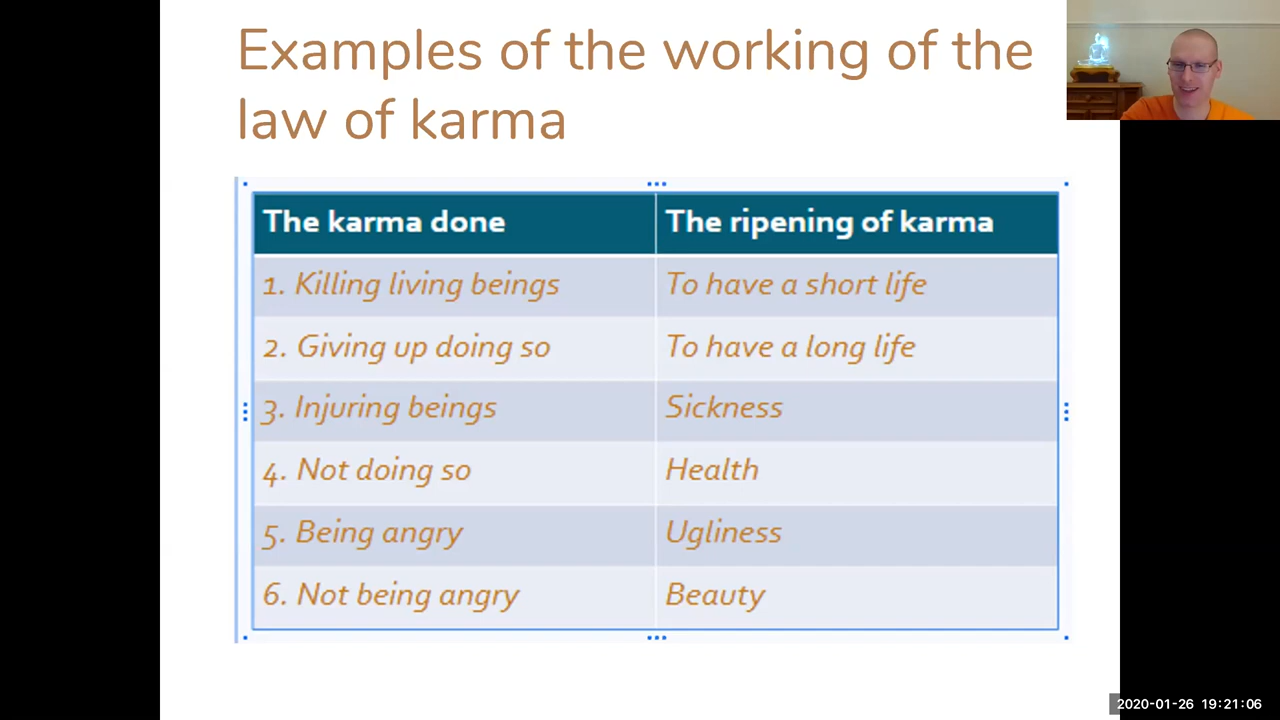 Examples of the working of the
law of karma
The karma done The ripening of karma
1. Killing living beings To have a short life
2. Giving up doing so To have a long life
3. Injuring beings Sickness
4. Not doing so Health
5. Being angry Ugliness
6. Not being angry Beauty
2020-01-26 19:21:06